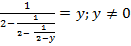 1/(2 − 1/(2 − 1/(2−y))) = y; y ≠ 0